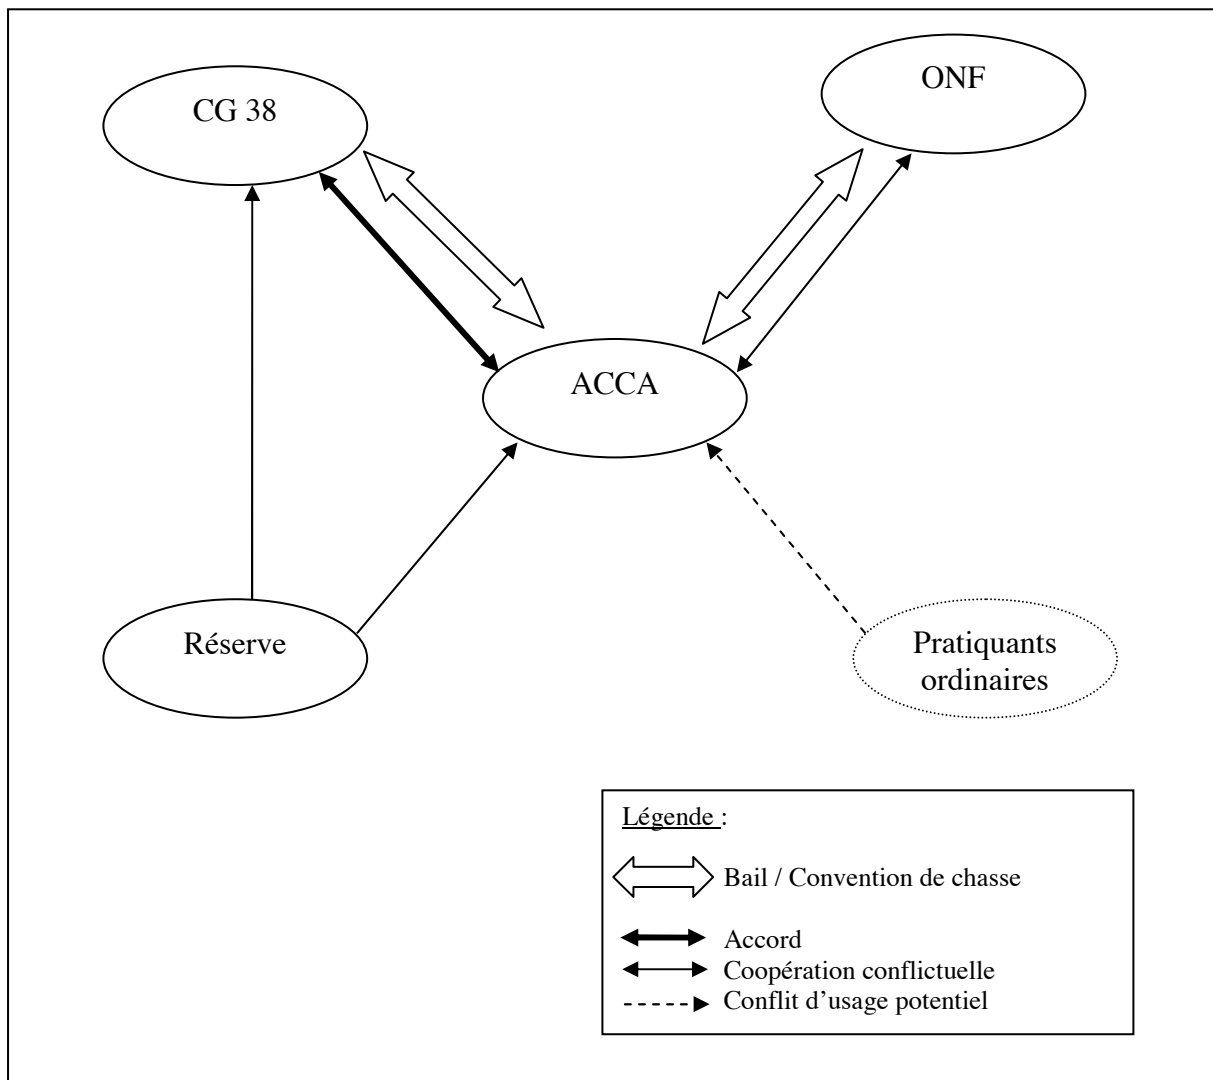 CG 38
ONF
ACCA
Réserve
Pratiquants
ordinaires
Légende :
Bail / Convention de chasse
Accord
Coopération conflictuelle
Conflit d’usage potentiel